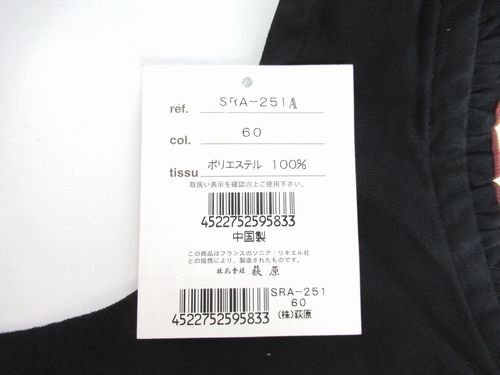 ref. SRA-251A
col. 60
tissu ポリエステル 100%
取扱い表示を確認の上ご使用下さい。
4522752595833
中国製
この商品はフランスのソニア・リキエル社
との提携により、製造されたものです。
株式会社 萩原
SRA-251
60
4522752595833 (株)萩原